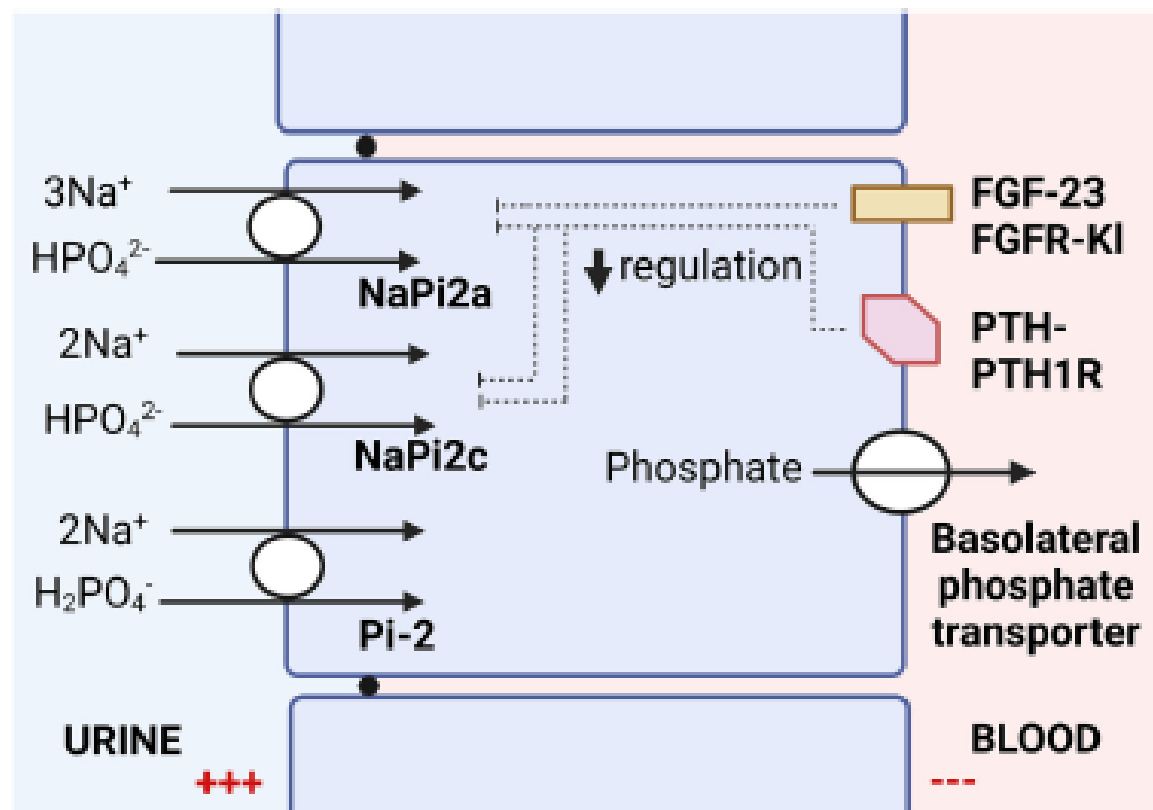 3Na⁺
HPO₄²⁻
NaPi2a
2Na⁺
HPO₄²⁻
NaPi2c
2Na⁺
H₂PO₄⁻
Pi-2
regulation
Phosphate
FGF-23
FGFR-Kl
PTH-
PTH1R
Basolateral
phosphate
transporter
URINE
+++
BLOOD
---